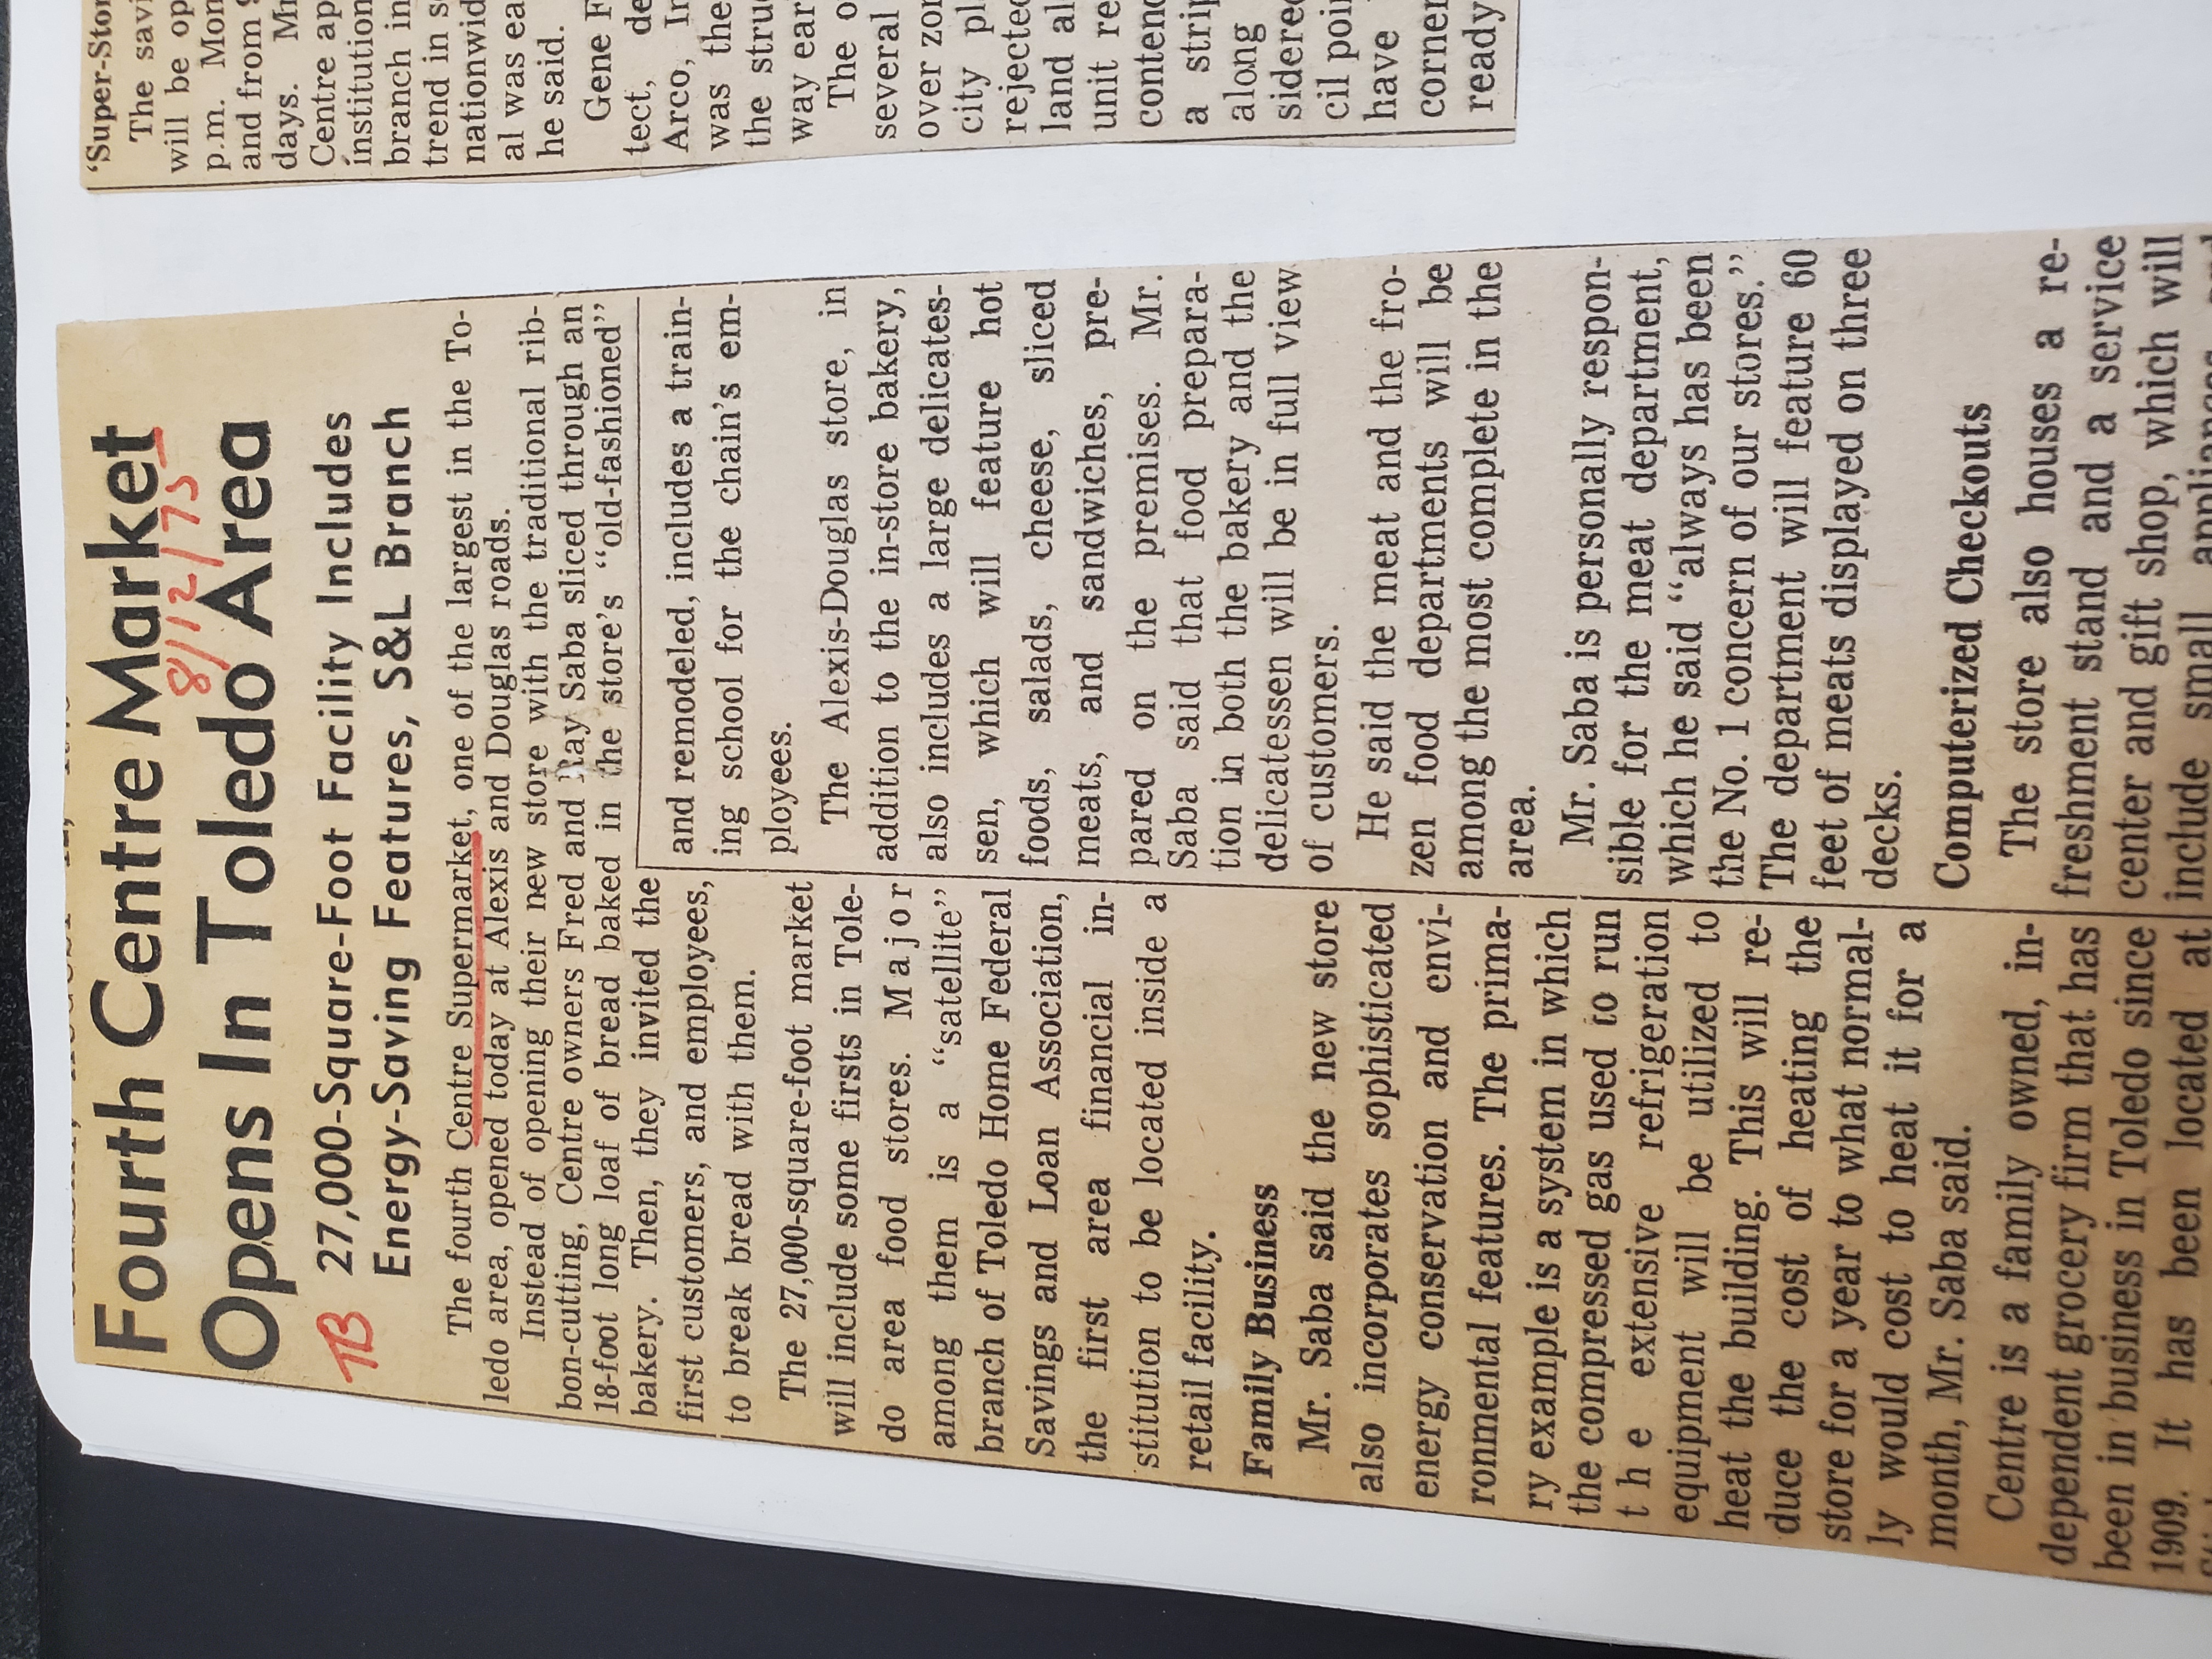 Fourth Centre Market
8/12/75
Opens In Toledo Area
TB
27,000-Square-Foot Facility Includes
Energy-Saving Features, S&L Branch
The fourth Centre Supermarket, one of the largest in the To-
ledo area, opened today at Alexis and Douglas roads.
Instead of opening their new store with the traditional rib-
bon-cutting, Centre owners Fred and Ray Saba sliced through an
18-foot long loaf of bread baked in the store's "old-fashioned"
bakery. Then, they invited the
first customers, and employees,
to break bread with them.
The 27,000-square-foot market
will include some firsts in Tole-
do area food stores. Major
among them is a "satellite"
branch of Toledo Home Federal
Savings and Loan Association,
the first area financial in-
stitution to be located inside a
retail facility.
Family Business
Mr. Saba said the new store
also incorporates sophisticated
energy conservation and envi-
ronmental features. The prima-
ry example is a system in which
the compressed gas used to run
the extensive refrigeration
equipment will be utilized to
heat the building. This will re-
duce the cost of heating the
store for a year to what normal-
ly would cost to heat it for a
month, Mr. Saba said.
Centre is a family owned, in-
dependent grocery firm that has
been in business in Toledo since
1909. It has been located at
and remodeled, includes a train-
ing school for the chain's em-
ployees.
The Alexis-Douglas store, in
addition to the in-store bakery,
also includes a large delicates-
sen, which will feature hot
foods, salads, cheese, sliced
meats, and sandwiches, pre-
pared on the premises. Mr.
Saba said that food prepara-
tion in both the bakery and the
delicatessen will be in full view
of customers.
He said the meat and the fro-
zen food departments will be
among the most complete in the
area.
Mr. Saba is personally respon-
sible for the meat department,
which he said "always has been
the No. 1 concern of our stores."
The department will feature 60
feet of meats displayed on three
decks.
Computerized Checkouts
The store also houses a re-
freshment stand and a service
center and gift shop, which will
include small appliances
'Super-Stor
The savi
will be op
p.m. Mon
and from
days. Mr
Centre ap
institution
branch in
trend in s
nationwid
al was ea
he said.
Gene F
tect, de
Arco, In
was the
the stru
way ear
The o
several
over zon
city pl
rejected
land al
unit re
contend
a strip
along
sidered
cil poi
have
corner
ready